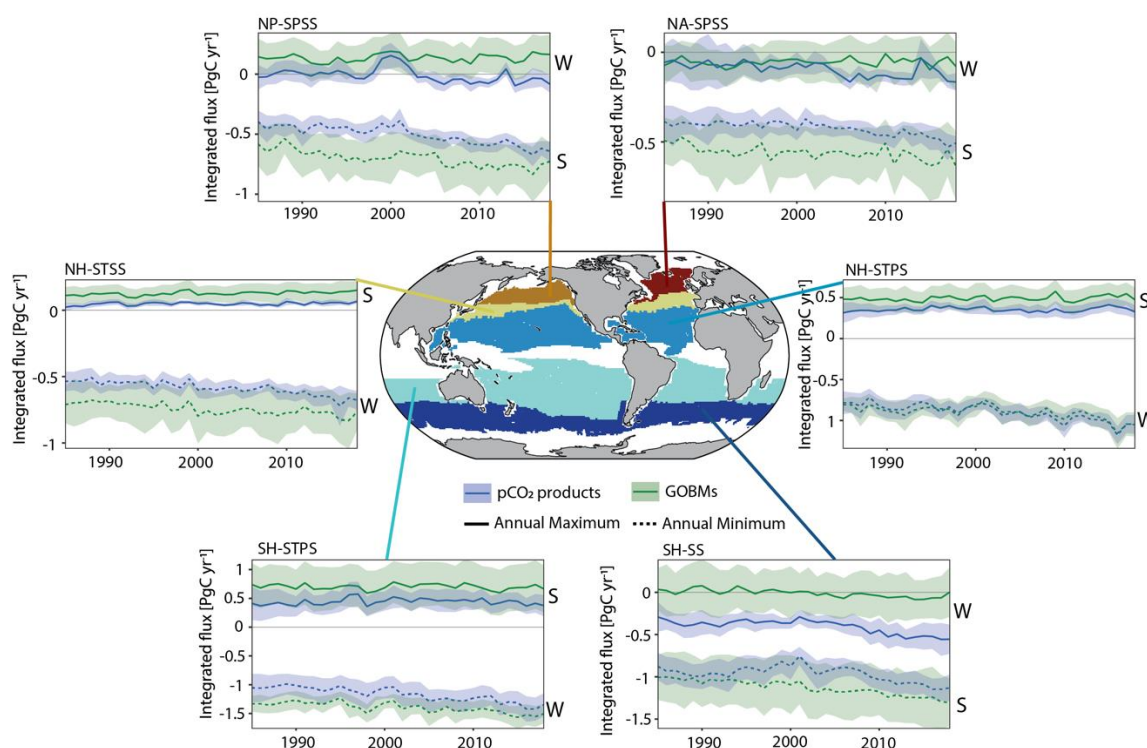 NP-SPSS
Integrated flux [PgC yr⁻¹]
0
-0.5
-1
1990 2000 2010
W
S
NA-SPSS
Integrated flux [PgC yr⁻¹]
0
-0.5
1990 2000 2010
W
S
NH-STSS
Integrated flux [PgC yr⁻¹]
0
-0.5
-1
1990 2000 2010
S
W
NH-STPS
Integrated flux [PgC yr⁻¹]
0.5
0
-0.5
1
1990 2000 2010
S
W
pCO₂ products GOBMs
Annual Maximum Annual Minimum
SH-STPS
Integrated flux [PgC yr⁻¹]
1
0.5
0
-0.5
-1
-1.5
1990 2000 2010
S
W
SH-SS
Integrated flux [PgC yr⁻¹]
0
-0.5
-1
-1.5
1990 2000 2010
W
S